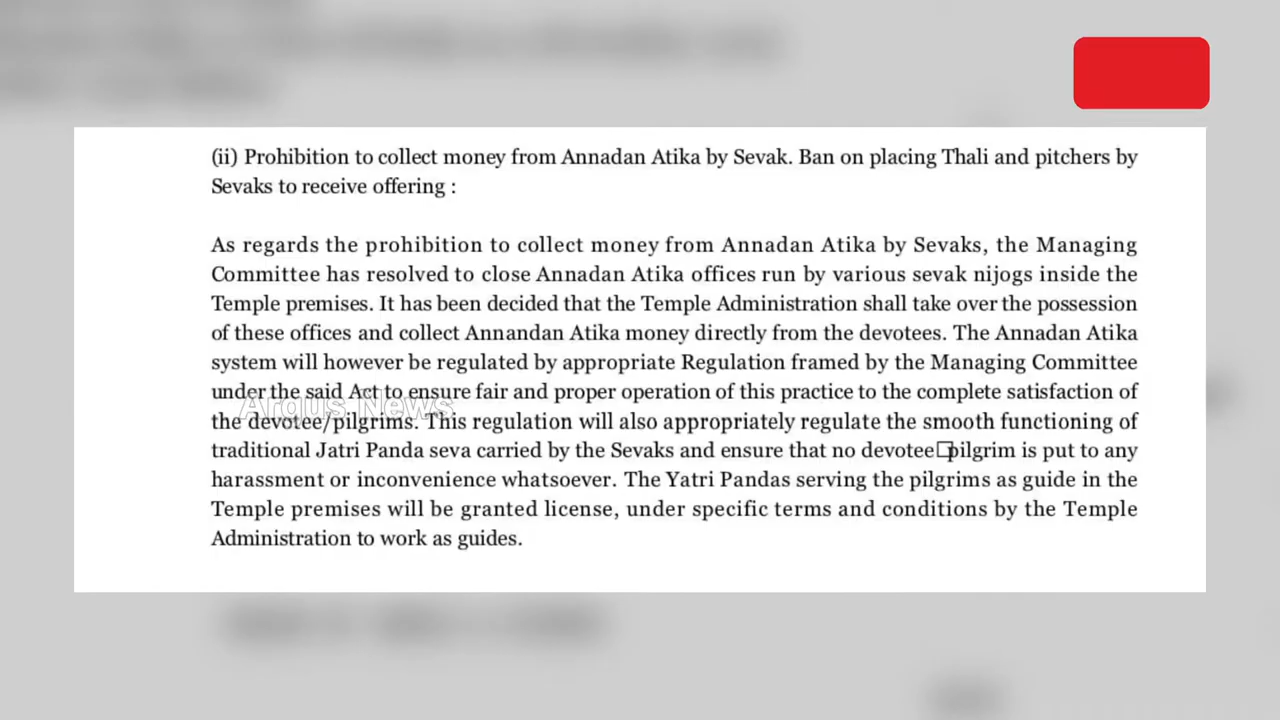 (ii) Prohibition to collect money from Annadan Atika by Sevak. Ban on placing Thali and pitchers by
Sevaks to receive offering :
As regards the prohibition to collect money from Annadan Atika by Sevaks, the Managing
Committee has resolved to close Annadan Atika offices run by various sevak nijogs inside the
Temple premises. It has been decided that the Temple Administration shall take over the possession
of these offices and collect Annandan Atika money directly from the devotees. The Annadan Atika
system will however be regulated by appropriate Regulation framed by the Managing Committee
under the said Act to ensure fair and proper operation of this practice to the complete satisfaction of
Argus News
the devotee/pilgrims. This regulation will also appropriately regulate the smooth functioning of
traditional Jatri Panda seva carried by the Sevaks and ensure that no devotee□pilgrim is put to any
harassment or inconvenience whatsoever. The Yatri Pandas serving the pilgrims as guide in the
Temple premises will be granted license, under specific terms and conditions by the Temple
Administration to work as guides.